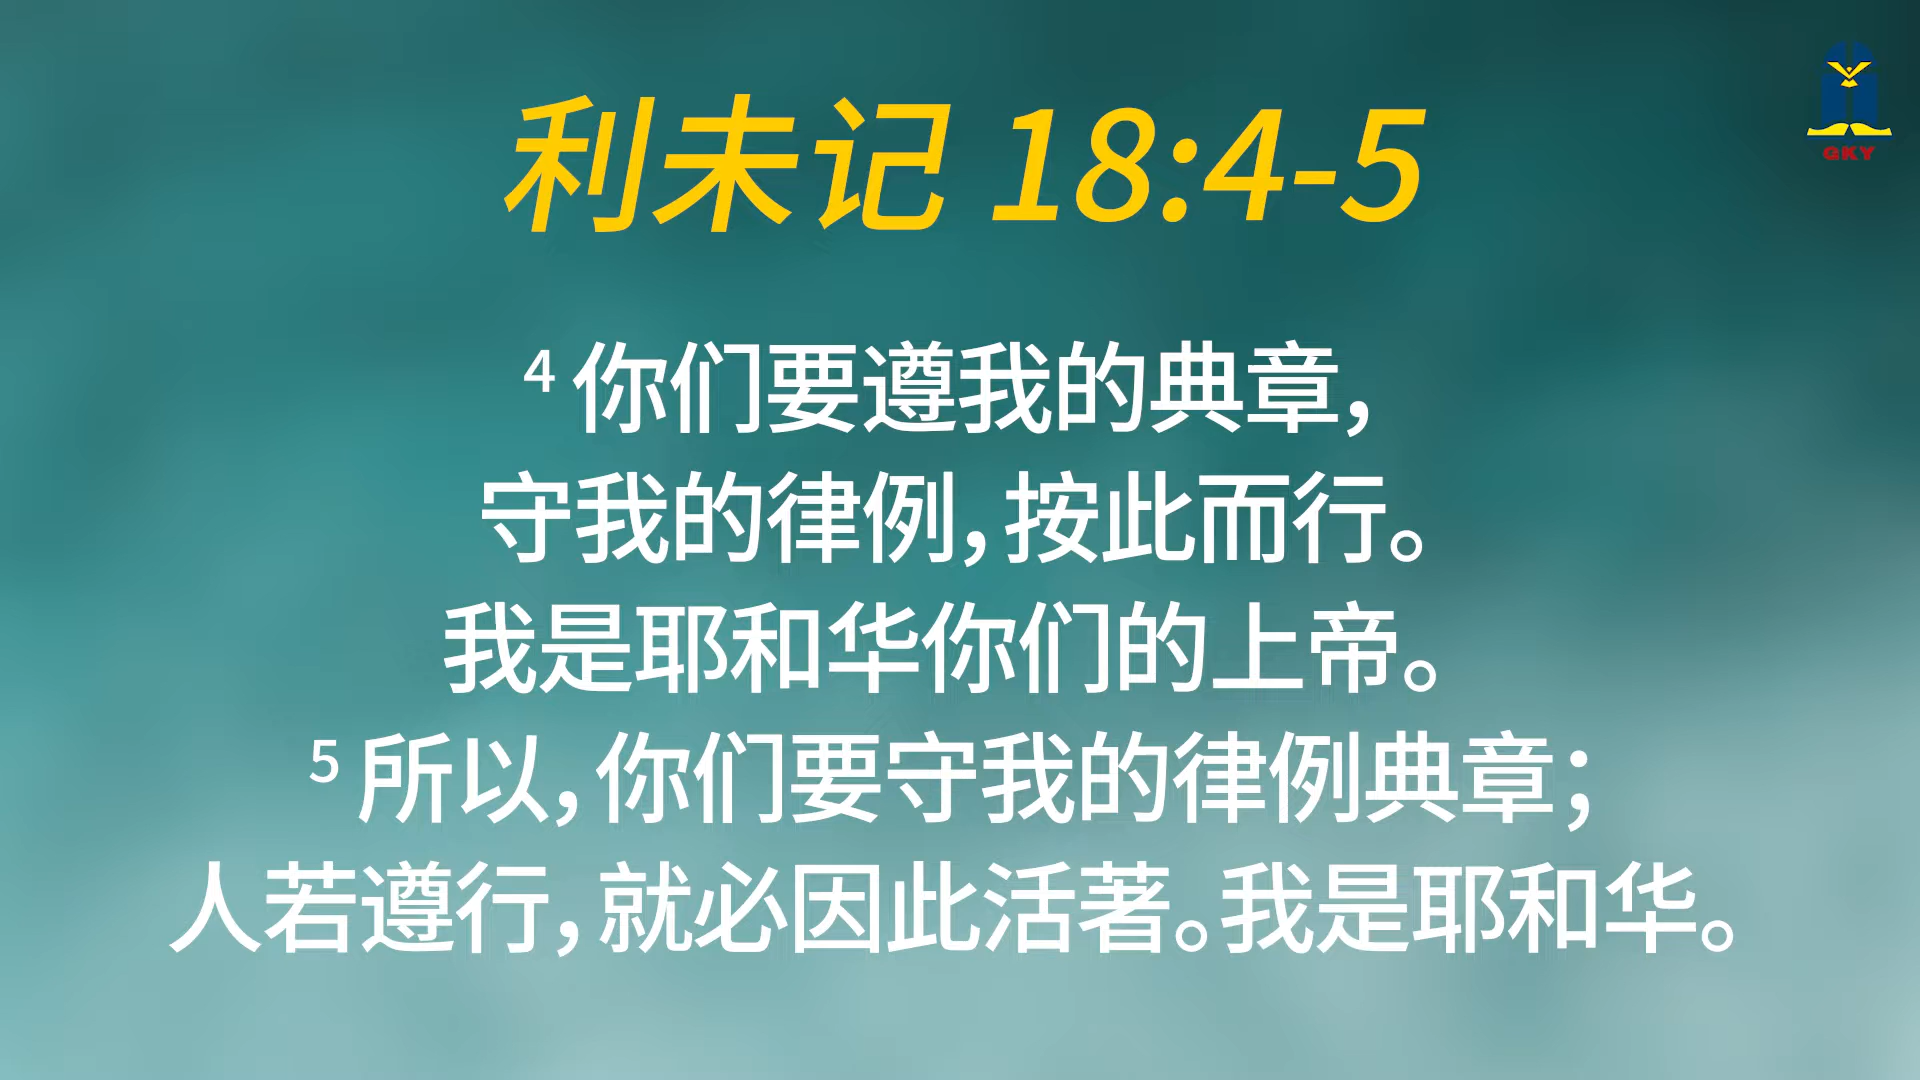 利未记 18:4-5
GKY
4 你们要遵我的典章,
守我的律例,按此而行。
我是耶和华你们的上帝。
5 所以,你们要守我的律例典章;
人若遵行,就必因此活著。我是耶和华。